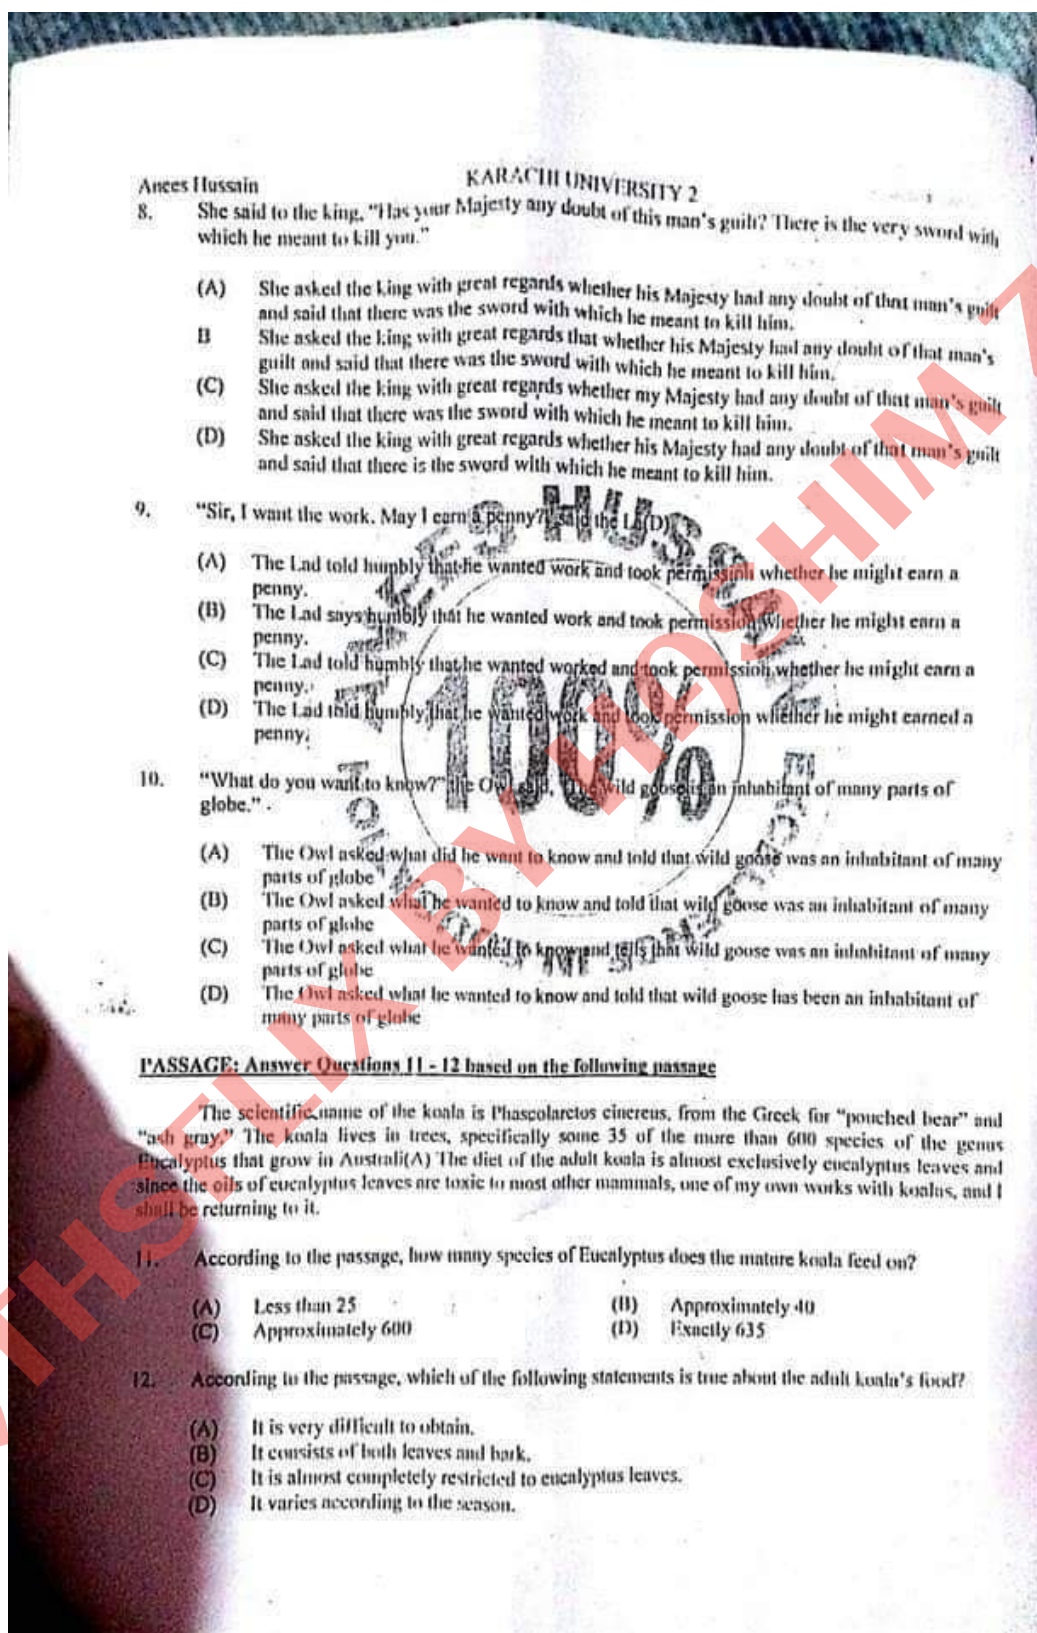 Anees Hussain
KARACHI UNIVERSITY 2
8. She said to the king, "Has your Majesty any doubt of this man's guilt? There is the very sword with
which he meant to kill you."
(A) She asked the king with great regards whether his Majesty had any doubt of that man's guilt
and said that there was the sword with which he meant to kill him.
B She asked the king with great regards that whether his Majesty had any doubt of that man's
guilt and said that there was the sword with which he meant to kill him.
(C) She asked the king with great regards whether my Majesty had any doubt of that man's guilt
and said that there was the sword with which he meant to kill him.
(D) She asked the king with great regards whether his Majesty had any doubt of that man's guilt
and said that there is the sword with which he meant to kill him.
9. "Sir, I want the work. May I earn a penny?" said the La(D)
(A) The Lad told humbly that he wanted work and took permission whether he might earn a
penny.
(B) The Lad says humbly that he wanted work and took permission whether he might earn a
penny.
(C) The Lad told humbly that he wanted worked and took permission whether he might earn a
penny.
(D) The Lad told humbly that he wanted work and took permission whether he might earned a
penny.
ANEES HUSSAIN
100%
10. "What do you want to know?" the Owl said, "The wild goose is an inhabitant of many parts of
globe."
(A) The Owl asked what did he want to know and told that wild goose was an inhabitant of many
parts of globe
(B) The Owl asked what he wanted to know and told that wild goose was an inhabitant of many
parts of globe
(C) The Owl asked what he wanted to know and tells that wild goose was an inhabitant of many
parts of globe
(D) The Owl asked what he wanted to know and told that wild goose has been an inhabitant of
many parts of globe
PASSAGE: Answer Questions 11 - 12 based on the following passage
The scientific name of the koala is Phascolarctos cinereus, from the Greek for "pouched bear" and
"ash gray." The koala lives in trees, specifically some 35 of the more than 600 species of the genus
Eucalyptus that grow in Australi(A) The diet of the adult koala is almost exclusively eucalyptus leaves and
since the oils of eucalyptus leaves are toxic to most other mammals, one of my own works with koalas, and I
shall be returning to it.
11. According to the passage, how many species of Eucalyptus does the mature koala feed on?
(A) Less than 25 (B) Approximately 40
(C) Approximately 600 (D) Exactly 635
12. According to the passage, which of the following statements is true about the adult koala's food?
(A) It is very difficult to obtain.
(B) It consists of both leaves and bark.
(C) It is almost completely restricted to eucalyptus leaves.
(D) It varies according to the season.
THSFLIX BY HASHIM Z